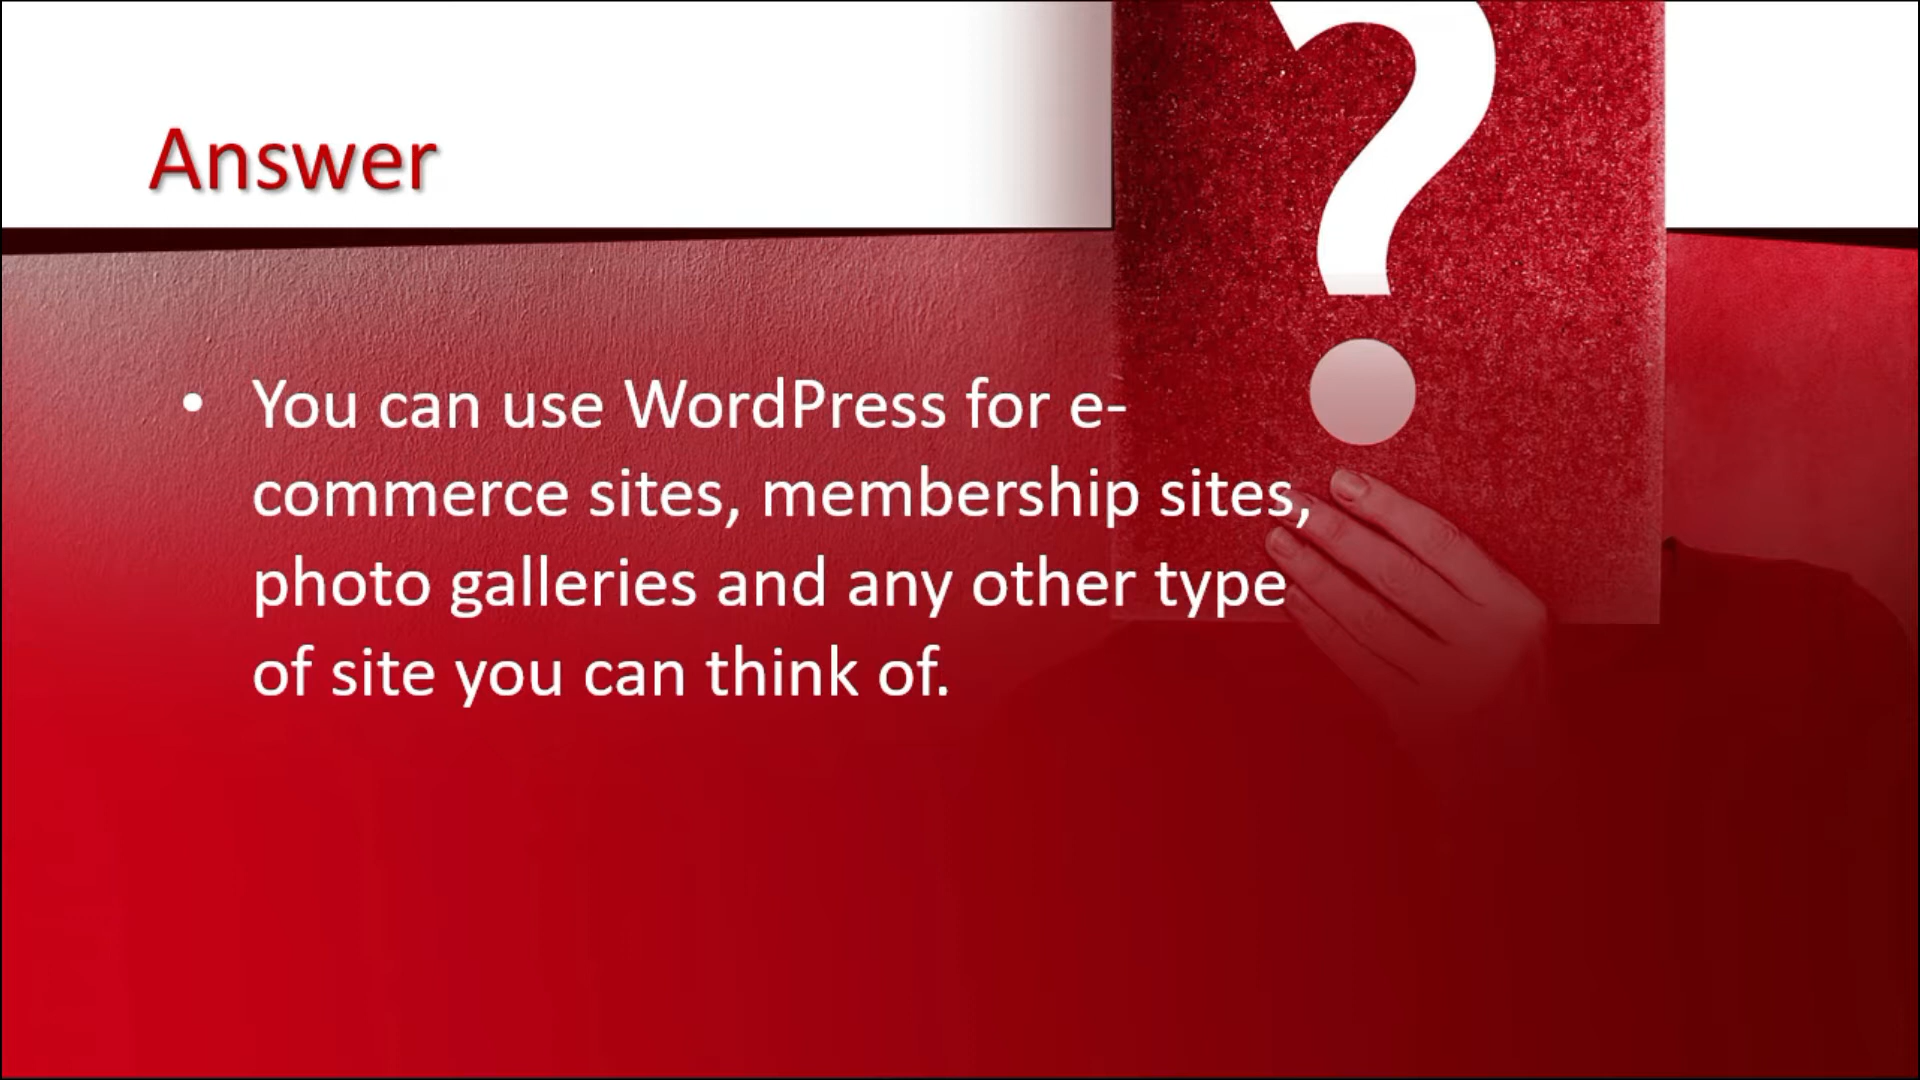 Answer
• You can use WordPress for e-
commerce sites, membership sites,
photo galleries and any other type
of site you can think of.
?